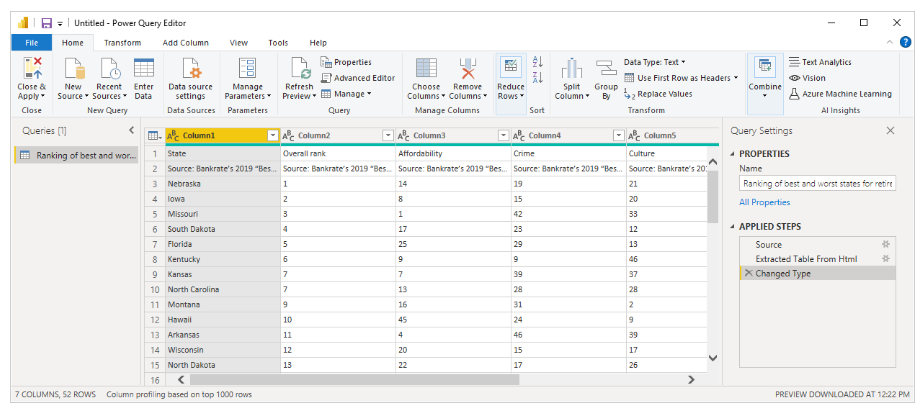 Untitled - Power Query Editor
File Home Transform Add Column View Tools Help
Close & Apply
New Source
Recent Sources
Enter Data
Data source settings
Manage Parameters
Refresh Preview
Properties
Advanced Editor
Manage
Choose Columns
Remove Columns
Reduce Rows
Split Column
Group By
Data Type: Text
Use First Row as Headers
Replace Values
Combine
Text Analytics
Vision
Azure Machine Learning
Close New Query Data Sources Parameters Query Manage Columns Sort Transform AI Insights
Queries [1]
Ranking of best and wor...
Column1 Column2 Column3 Column4 Column5
1 State Overall rank Affordability Crime Culture
2 Source: Bankrate's 2019 "Bes... Source: Bankrate's 2019 "Bes... Source: Bankrate's 2019 "Bes... Source: Bankrate's 2019 "Bes... Source: Bankrate's 20
3 Nebraska 1 14 19 21
4 Iowa 2 8 15 20
5 Missouri 3 1 42 33
6 South Dakota 4 17 23 12
7 Florida 5 25 29 13
8 Kentucky 6 9 9 46
9 Kansas 7 7 39 37
10 North Carolina 7 13 28 28
11 Montana 9 16 31 2
12 Hawaii 10 45 24 9
13 Arkansas 11 4 46 39
14 Wisconsin 12 20 15 17
15 North Dakota 13 22 17 26
16
Query Settings
PROPERTIES
Name
Ranking of best and worst states for retire
All Properties
APPLIED STEPS
Source
Extracted Table From Html
Changed Type
7 COLUMNS, 52 ROWS Column profiling based on top 1000 rows PREVIEW DOWNLOADED AT 12:22 PM